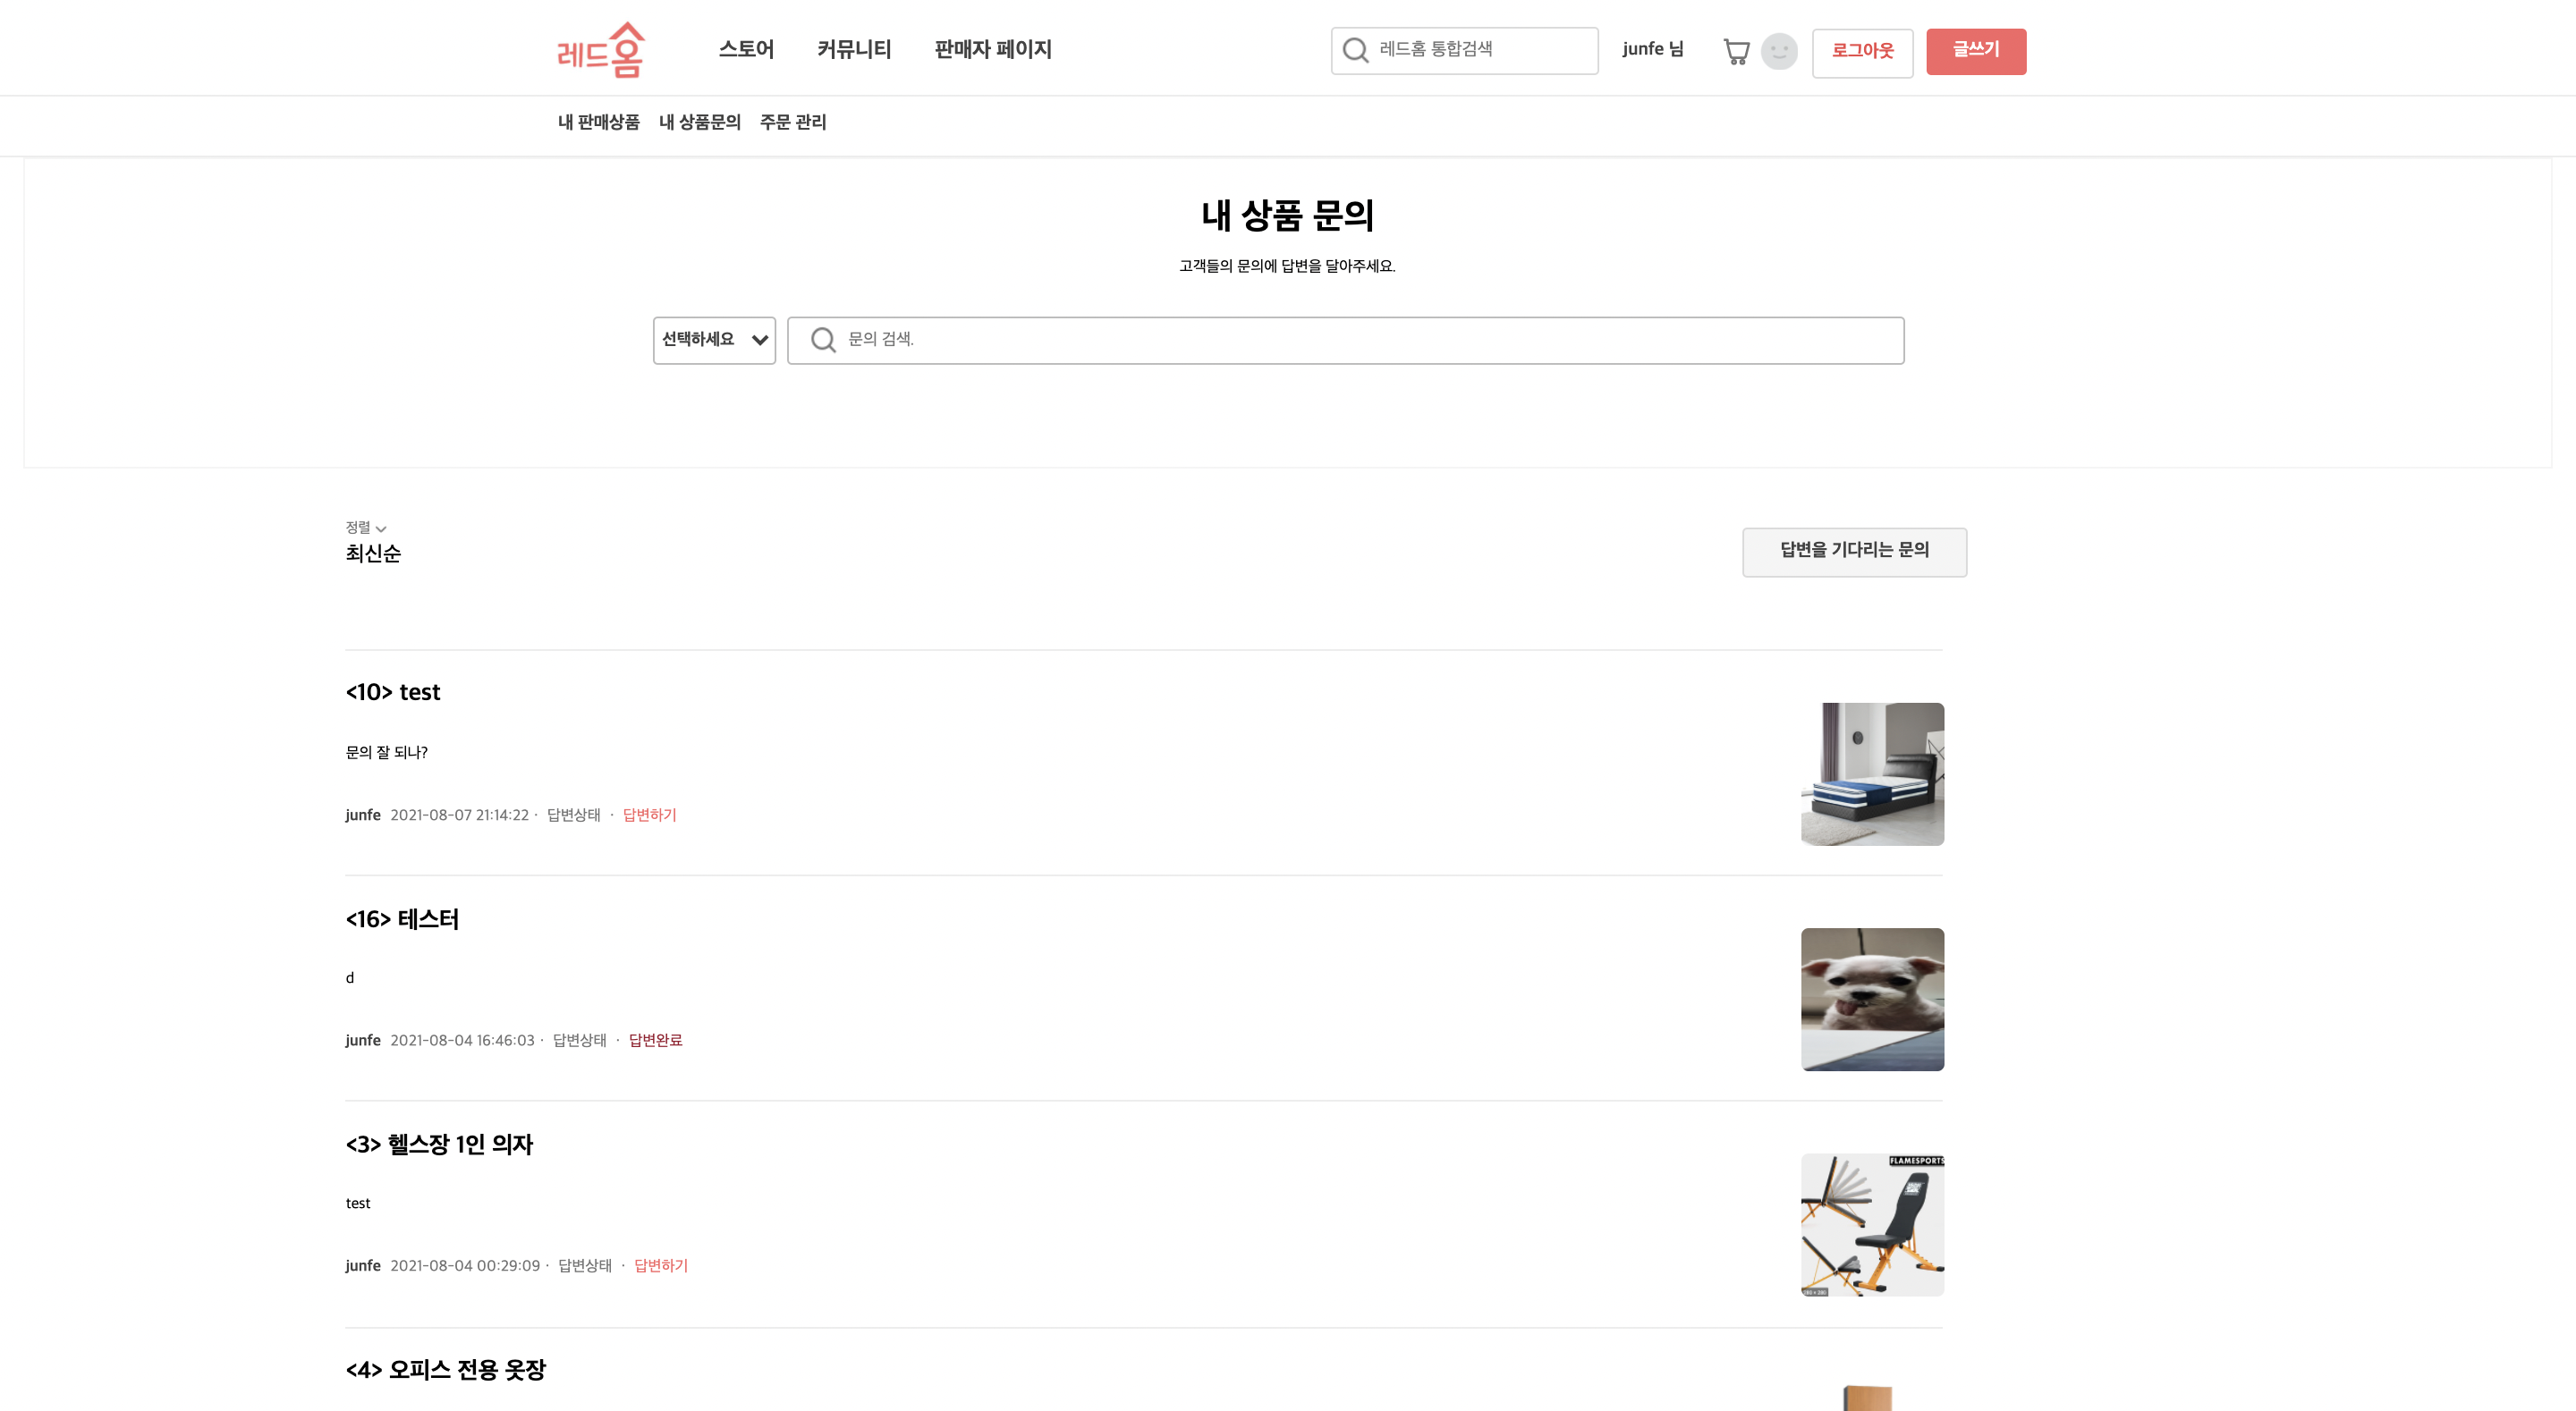 레드홈
스토어 커뮤니티 판매자 페이지
레드홈 통합검색
junfe 님
로그아웃
글쓰기
내 판매상품 내 상품문의 주문 관리
내 상품 문의
고객들의 문의에 답변을 달아주세요.
선택하세요
문의 검색.
정렬
최신순
답변을 기다리는 문의
<10> test
문의 잘 되나?
junfe 2021-08-07 21:14:22 · 답변상태 · 답변하기
<16> 테스터
d
junfe 2021-08-04 16:46:03 · 답변상태 · 답변완료
<3> 헬스장 1인 의자
FLAMESPORTS
test
junfe 2021-08-04 00:29:09 · 답변상태 · 답변하기
<4> 오피스 전용 옷장